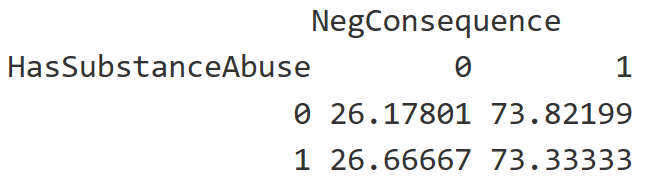 NegConsequence
HasSubstanceAbuse 0 1
0 26.17801 73.82199
1 26.66667 73.33333